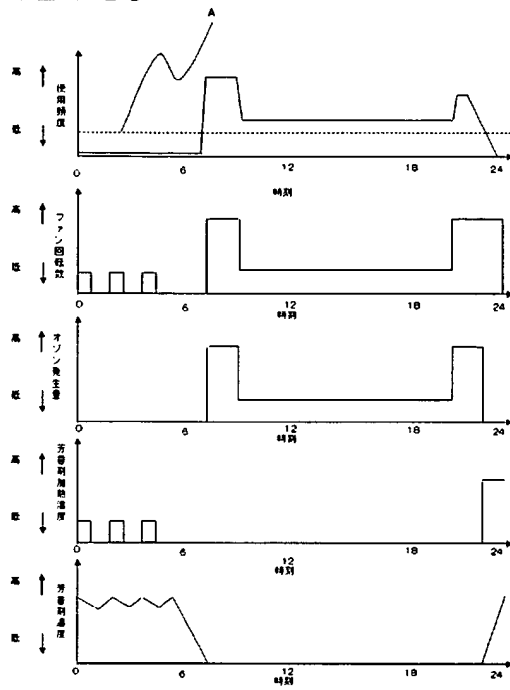 A
高
低
使用頻度
0 6 12 18 24
時刻
高
低
ファン回転数
0 6 12 18 24
時刻
高
低
オゾン発生量
0 6 12 18 24
時刻
高
低
芳香剤加熱温度
0 6 12 18 24
時刻
高
低
芳香剤濃度
0 6 12 18 24
時刻